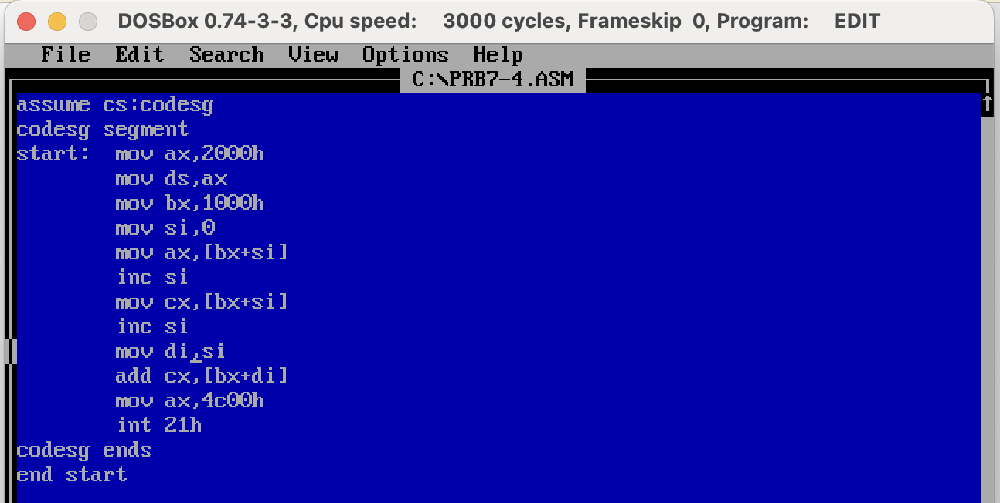 DOSBox 0.74-3-3, Cpu speed:    3000 cycles, Frameskip  0, Program:    EDIT
File  Edit  Search  View  Options  Help
C:\PRB7-4.ASM
assume cs:codesg
codesg segment
start:  mov ax,2000h
        mov ds,ax
        mov bx,1000h
        mov si,0
        mov ax,[bx+si]
        inc si
        mov cx,[bx+si]
        inc si
        mov di,si
        add cx,[bx+di]
        mov ax,4c00h
        int 21h
codesg ends
end start